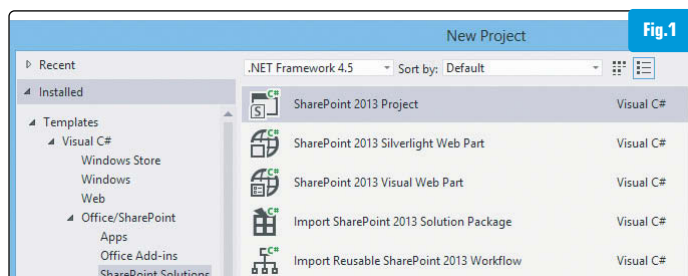 Fig.1
New Project
Recent
.NET Framework 4.5 Sort by: Default
Installed
Templates
Visual C#
Windows Store
Windows
Web
Office/SharePoint
Apps
Office Add-ins
SharePoint Solutions
C# SharePoint 2013 Project Visual C#
C# SharePoint 2013 Silverlight Web Part Visual C#
C# SharePoint 2013 Visual Web Part Visual C#
C# Import SharePoint 2013 Solution Package Visual C#
C# Import Reusable SharePoint 2013 Workflow Visual C#